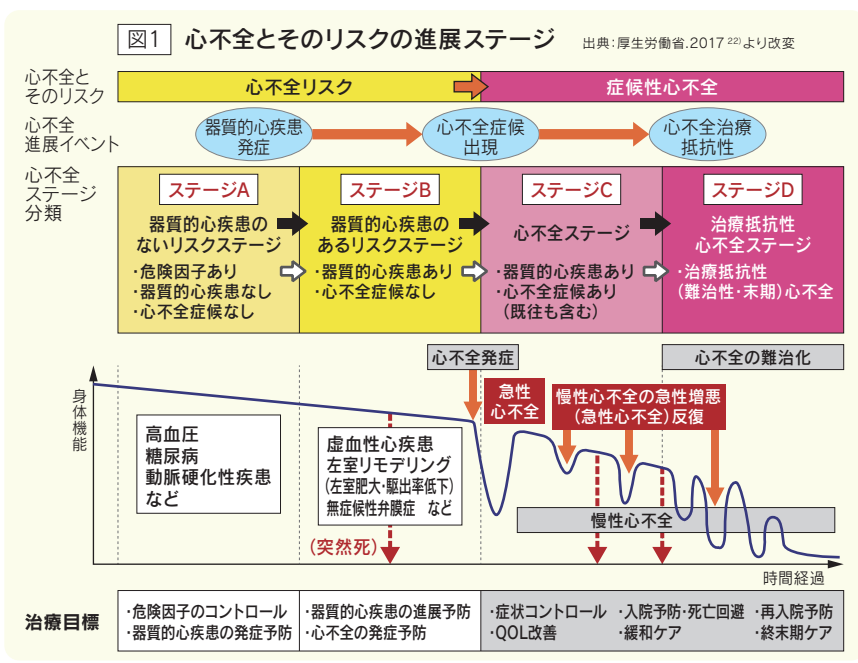 図1 心不全とそのリスクの進展ステージ 出典:厚生労働省.2017 22)より改変
心不全と
そのリスク
心不全リスク
症候性心不全
心不全
進展イベント
器質的心疾患
発症
心不全症候
出現
心不全治療
抵抗性
心不全
ステージ
分類
ステージA
器質的心疾患の
ないリスクステージ
・危険因子あり
・器質的心疾患なし
・心不全症候なし
ステージB
器質的心疾患の
あるリスクステージ
・器質的心疾患あり
・心不全症候なし
ステージC
心不全ステージ
・器質的心疾患あり
・心不全症候あり
(既往も含む)
ステージD
治療抵抗性
心不全ステージ
・治療抵抗性
(難治性・末期)心不全
身体機能
心不全発症
心不全の難治化
急性
心不全
慢性心不全の急性増悪
(急性心不全)反復
高血圧
糖尿病
動脈硬化性疾患
など
虚血性心疾患
左室リモデリング
(左室肥大・駆出率低下)
無症候性弁膜症 など
慢性心不全
(突然死)
時間経過
治療目標
・危険因子のコントロール
・器質的心疾患の発症予防
・器質的心疾患の進展予防
・心不全の発症予防
・症状コントロール ・入院予防・死亡回避 ・再入院予防
・QOL改善 ・緩和ケア ・終末期ケア